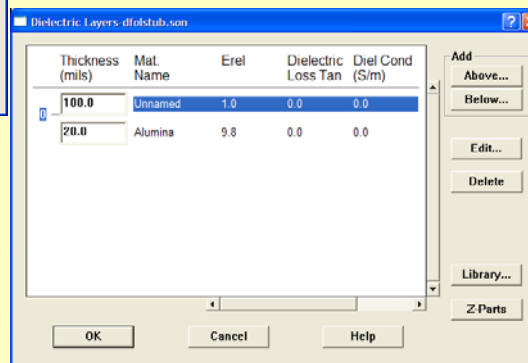 Dielectric Layers-dfolstub.son
Thickness (mils) Mat. Name Erel Dielectric Loss Tan Diel Cond (S/m)
0
100.0 Unnamed 1.0 0.0 0.0
20.0 Alumina 9.8 0.0 0.0
Add
Above...
Below...
Edit...
Delete
Library...
Z-Parts
OK Cancel Help